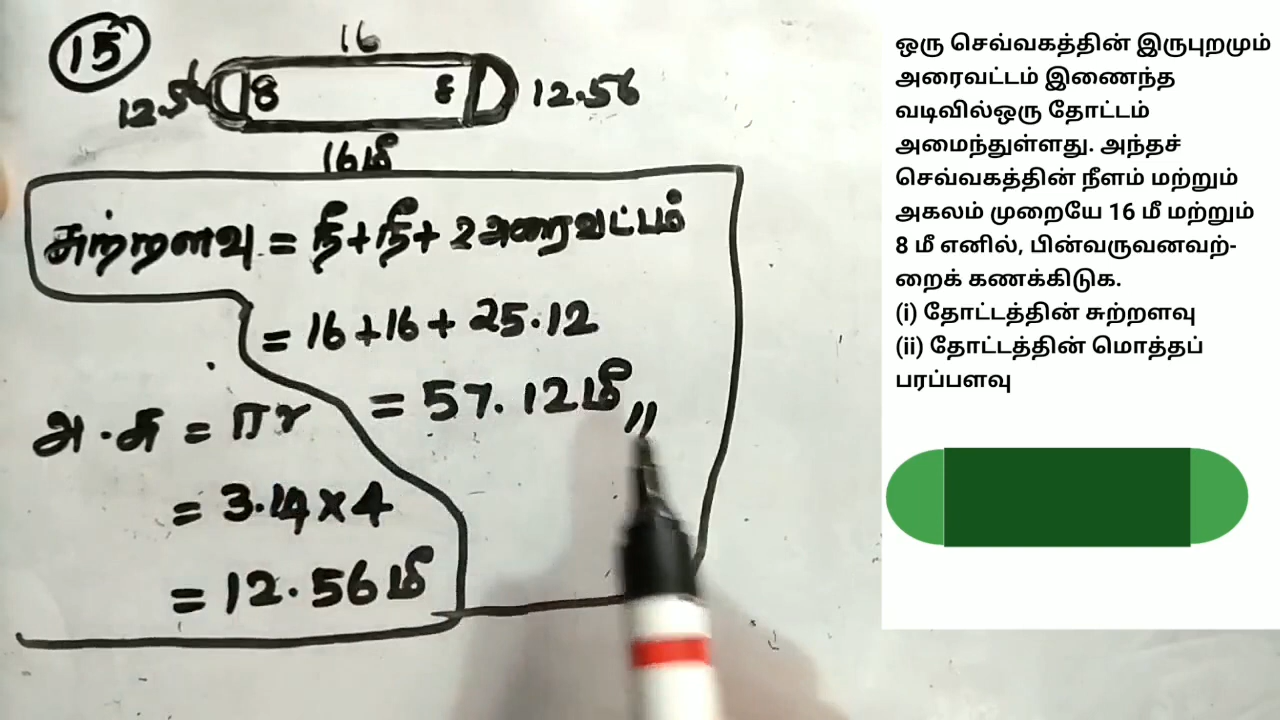 15
16
12.56
8
8
12.56
16மீ
சுற்றளவு = நீ+நீ+ 2 அரைவட்டம்
= 16+16+ 25.12
= 57.12மீ
அ.சு = πr
= 3.14×4
= 12.56மீ
ஒரு செவ்வகத்தின் இருபுறமும்
அரைவட்டம் இணைந்த
வடிவில்ஒரு தோட்டம்
அமைந்துள்ளது. அந்தச்
செவ்வகத்தின் நீளம் மற்றும்
அகலம் முறையே 16 மீ மற்றும்
8 மீ எனில், பின்வருவனவற்-
றைக் கணக்கிடுக.
(i) தோட்டத்தின் சுற்றளவு
(ii) தோட்டத்தின் மொத்தப்
பரப்பளவு